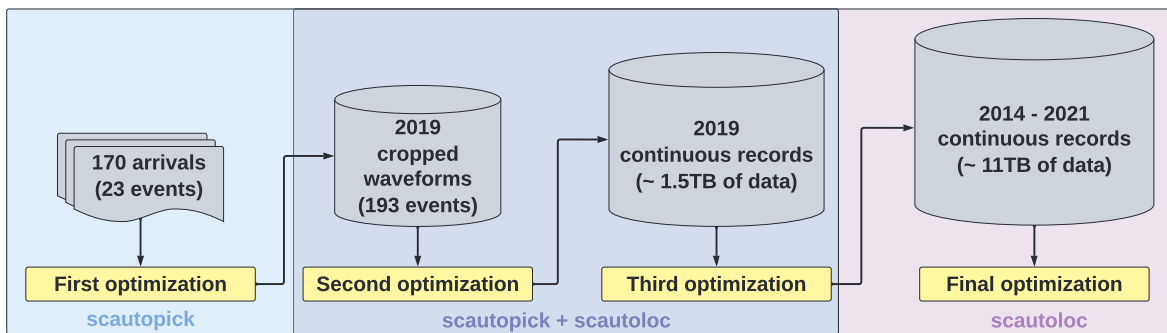 170 arrivals
(23 events)
First optimization
scautopick
2019
cropped
waveforms
(193 events)
Second optimization
2019
continuous records
(~ 1.5TB of data)
Third optimization
scautopick + scautoloc
2014 - 2021
continuous records
(~ 11TB of data)
Final optimization
scautoloc